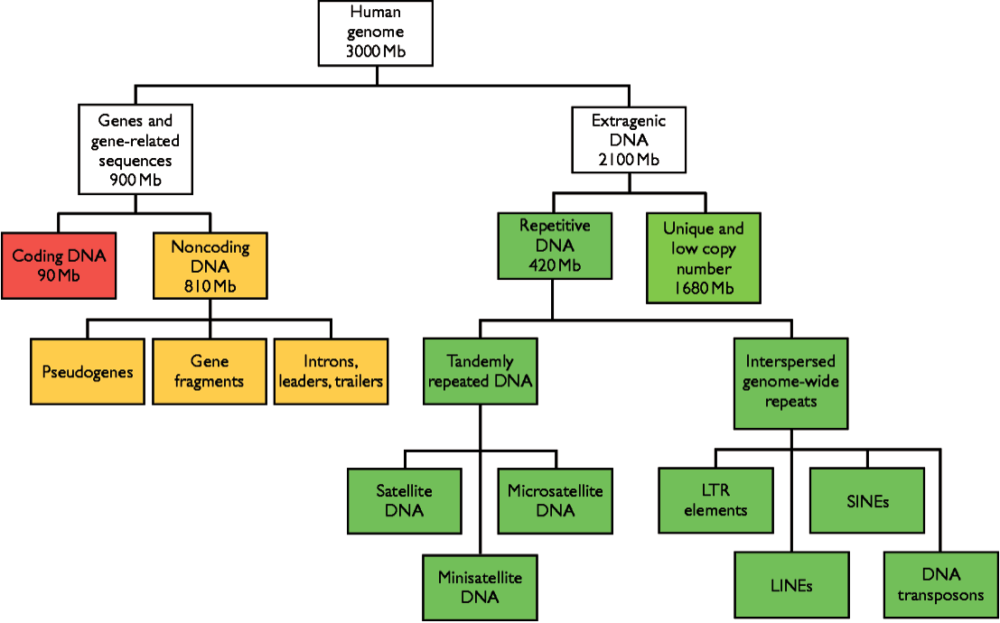 Human
genome
3000 Mb
Genes and
gene-related
sequences
900 Mb
Extragenic
DNA
2100 Mb
Coding DNA
90 Mb
Noncoding
DNA
810 Mb
Repetitive
DNA
420 Mb
Unique and
low copy
number
1680 Mb
Pseudogenes
Gene
fragments
Introns,
leaders, trailers
Tandemly
repeated DNA
Interspersed
genome-wide
repeats
Satellite
DNA
Microsatellite
DNA
LTR
elements
SINEs
Minisatellite
DNA
LINEs
DNA
transposons